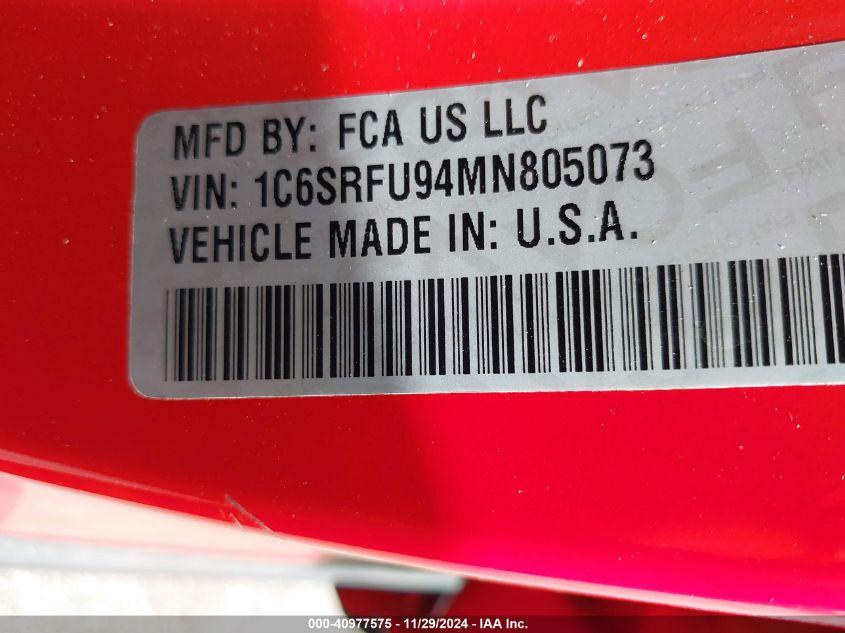 MFD BY: FCA US LLC
VIN: 1C6SRFU94MN805073
VEHICLE MADE IN: U.S.A.
000-40977575 - 11/29/2024 - IAA Inc.